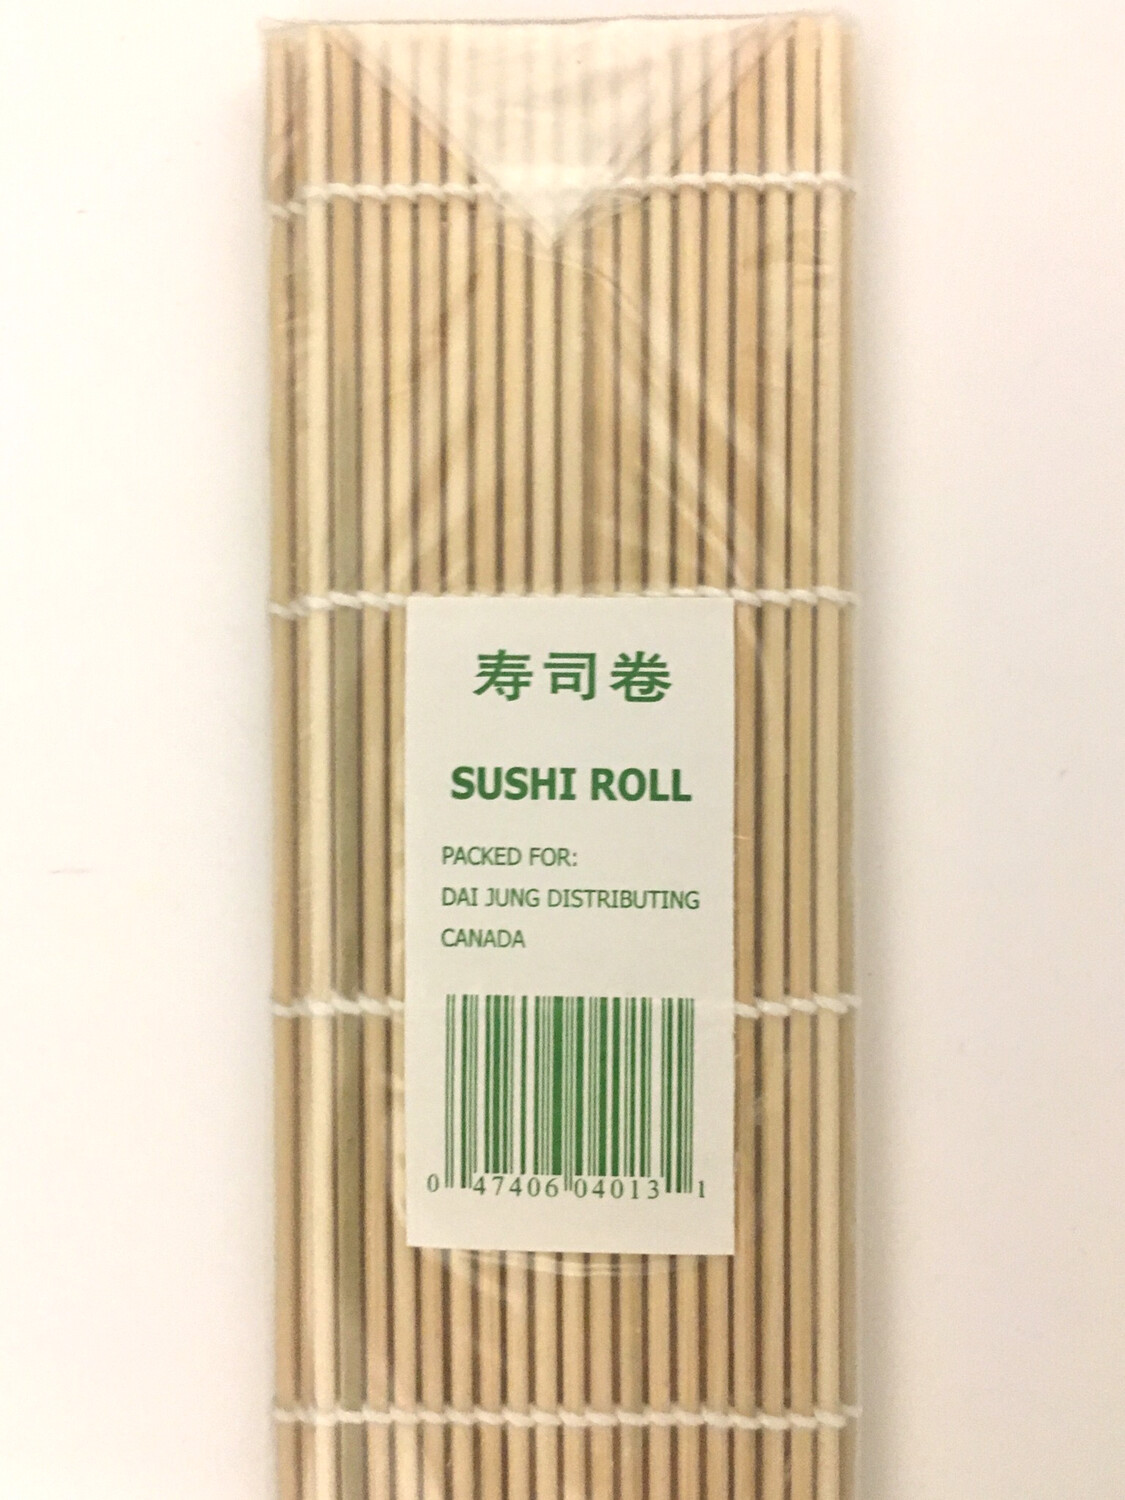 寿司卷
SUSHI ROLL
PACKED FOR:
DAI JUNG DISTRIBUTING
CANADA
0 47406 04013 1